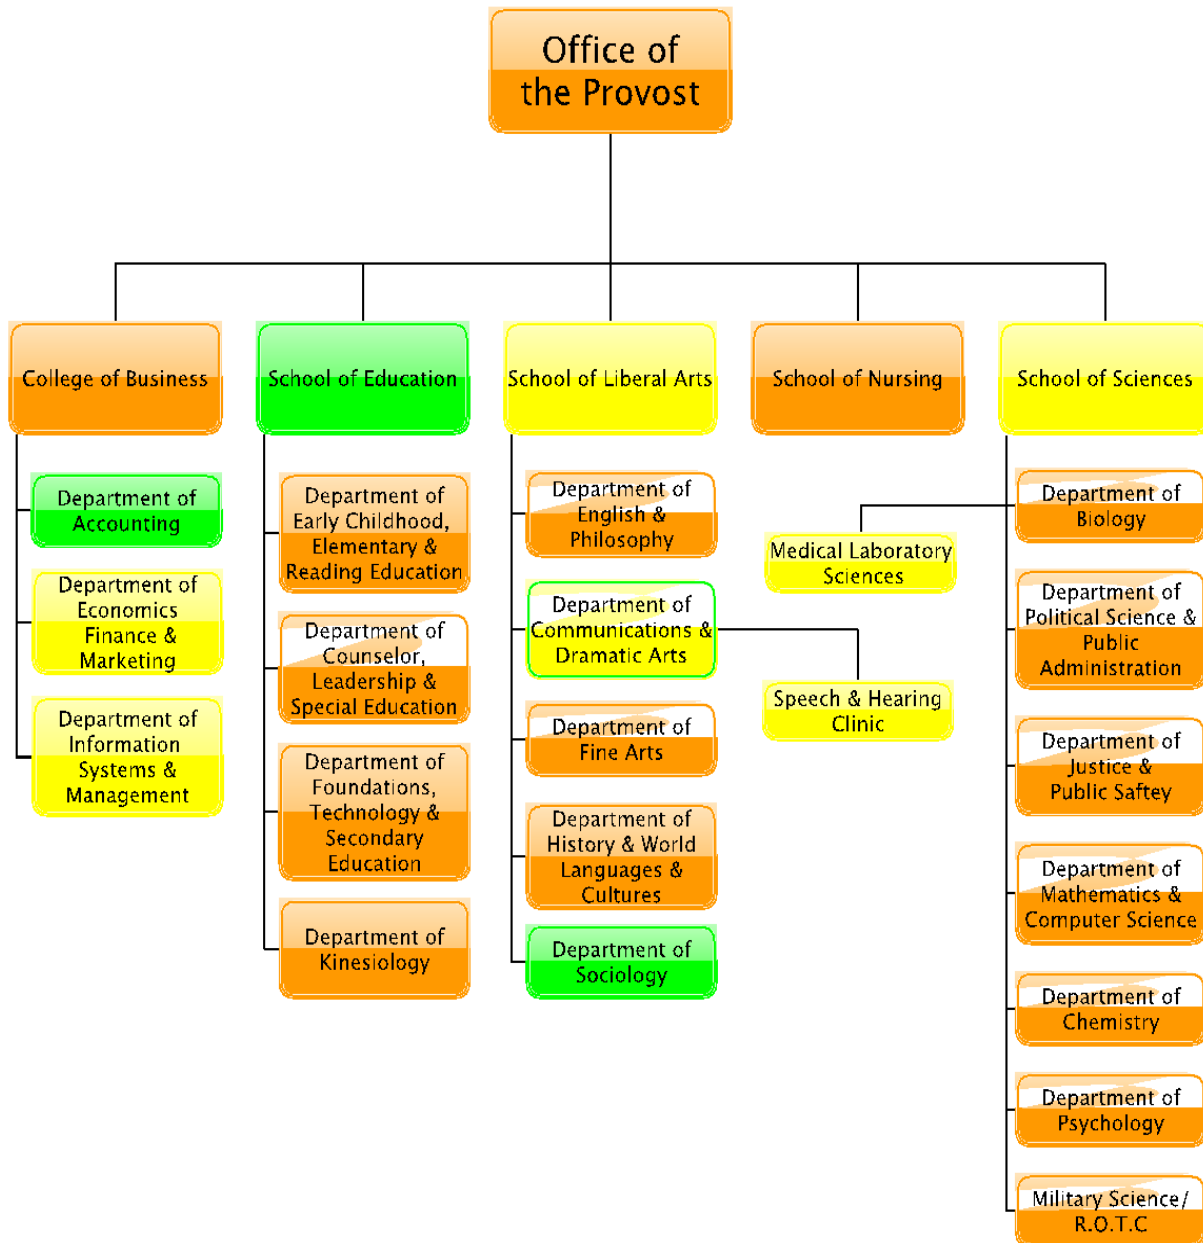 Office of
the Provost
College of Business
School of Education
School of Liberal Arts
School of Nursing
School of Sciences
Department of
Accounting
Department of
Economics
Finance &
Marketing
Department of
Information
Systems &
Management
Department of
Early Childhood,
Elementary &
Reading Education
Department of
Counselor,
Leadership &
Special Education
Department of
Foundations,
Technology &
Secondary
Education
Department of
Kinesiology
Department of
English &
Philosophy
Department of
Communications &
Dramatic Arts
Speech & Hearing
Clinic
Department of
Fine Arts
Department of
History & World
Languages &
Cultures
Department of
Sociology
Medical Laboratory
Sciences
Department of
Biology
Department of
Political Science &
Public
Administration
Department of
Justice &
Public Saftey
Department of
Mathematics &
Computer Science
Department of
Chemistry
Department of
Psychology
Military Science/
R.O.T.C